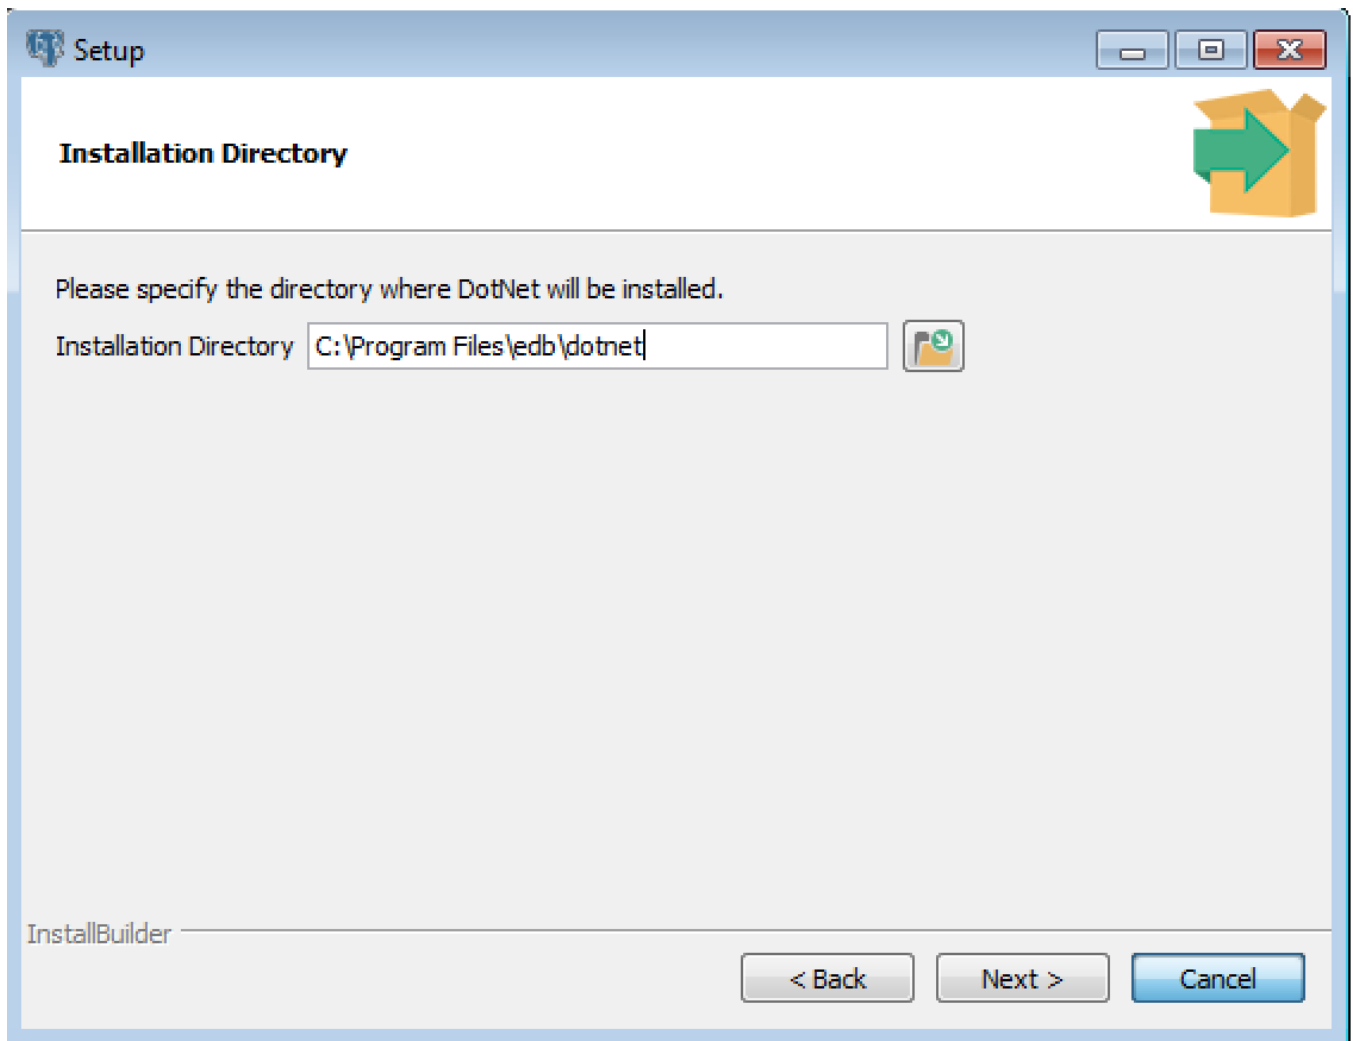 Setup
Installation Directory
Please specify the directory where DotNet will be installed.
Installation Directory C:\Program Files\edb\dotnet
InstallBuilder
< Back Next > Cancel